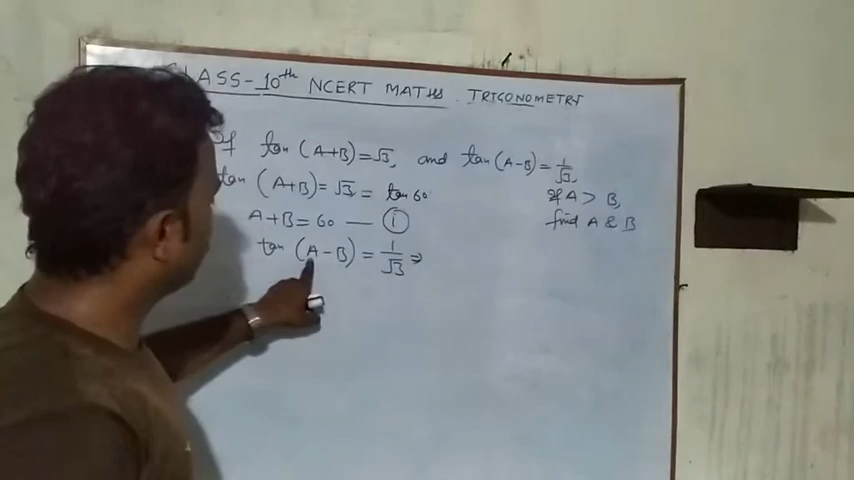 CLASS-10th NCERT MATHS TRIGONOMETRY
If tan (A+B)=√3, and tan (A-B)= 1/√3,
tan (A+B)= √3 = tan 60 if A > B,
A+B=60 — (i) find A & B
tan (A-B) = 1/√3 ⇒